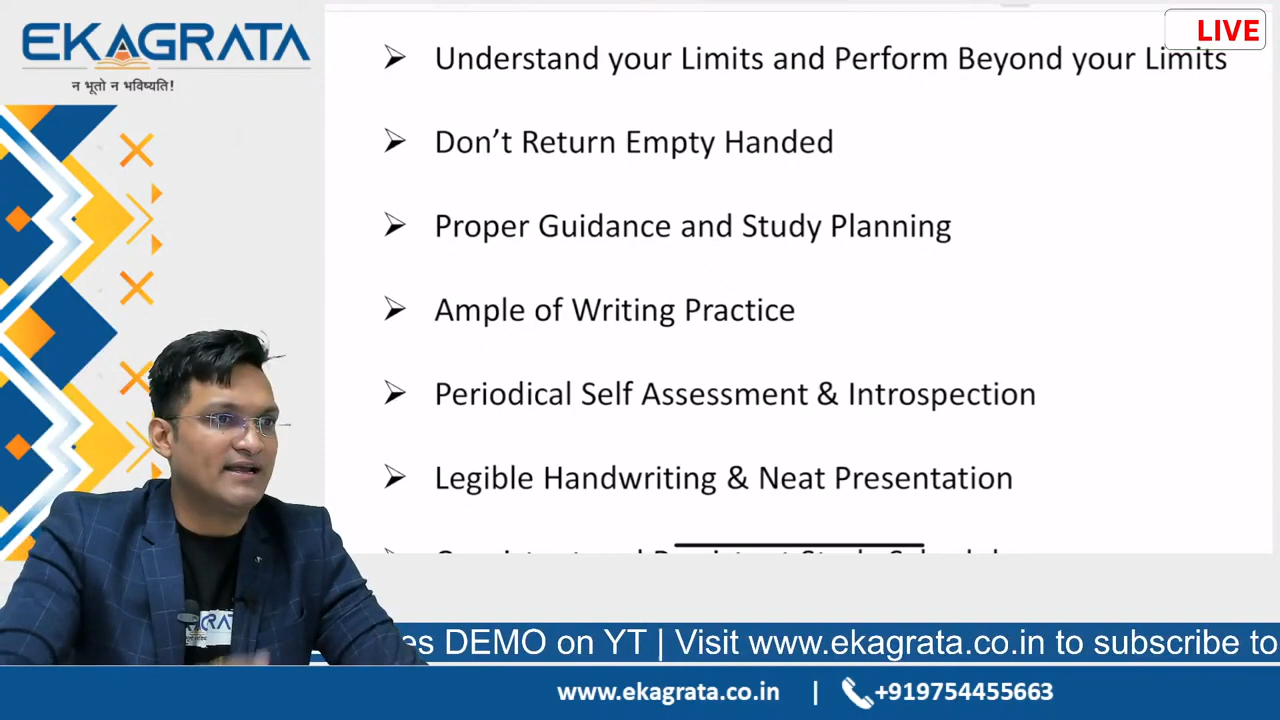 EKAGRATA
न भूतो न भविष्यति!
LIVE
➢ Understand your Limits and Perform Beyond your Limits
➢ Don’t Return Empty Handed
➢ Proper Guidance and Study Planning
➢ Ample of Writing Practice
➢ Periodical Self Assessment & Introspection
➢ Legible Handwriting & Neat Presentation
es DEMO on YT | Visit www.ekagrata.co.in to subscribe to
www.ekagrata.co.in | +919754455663